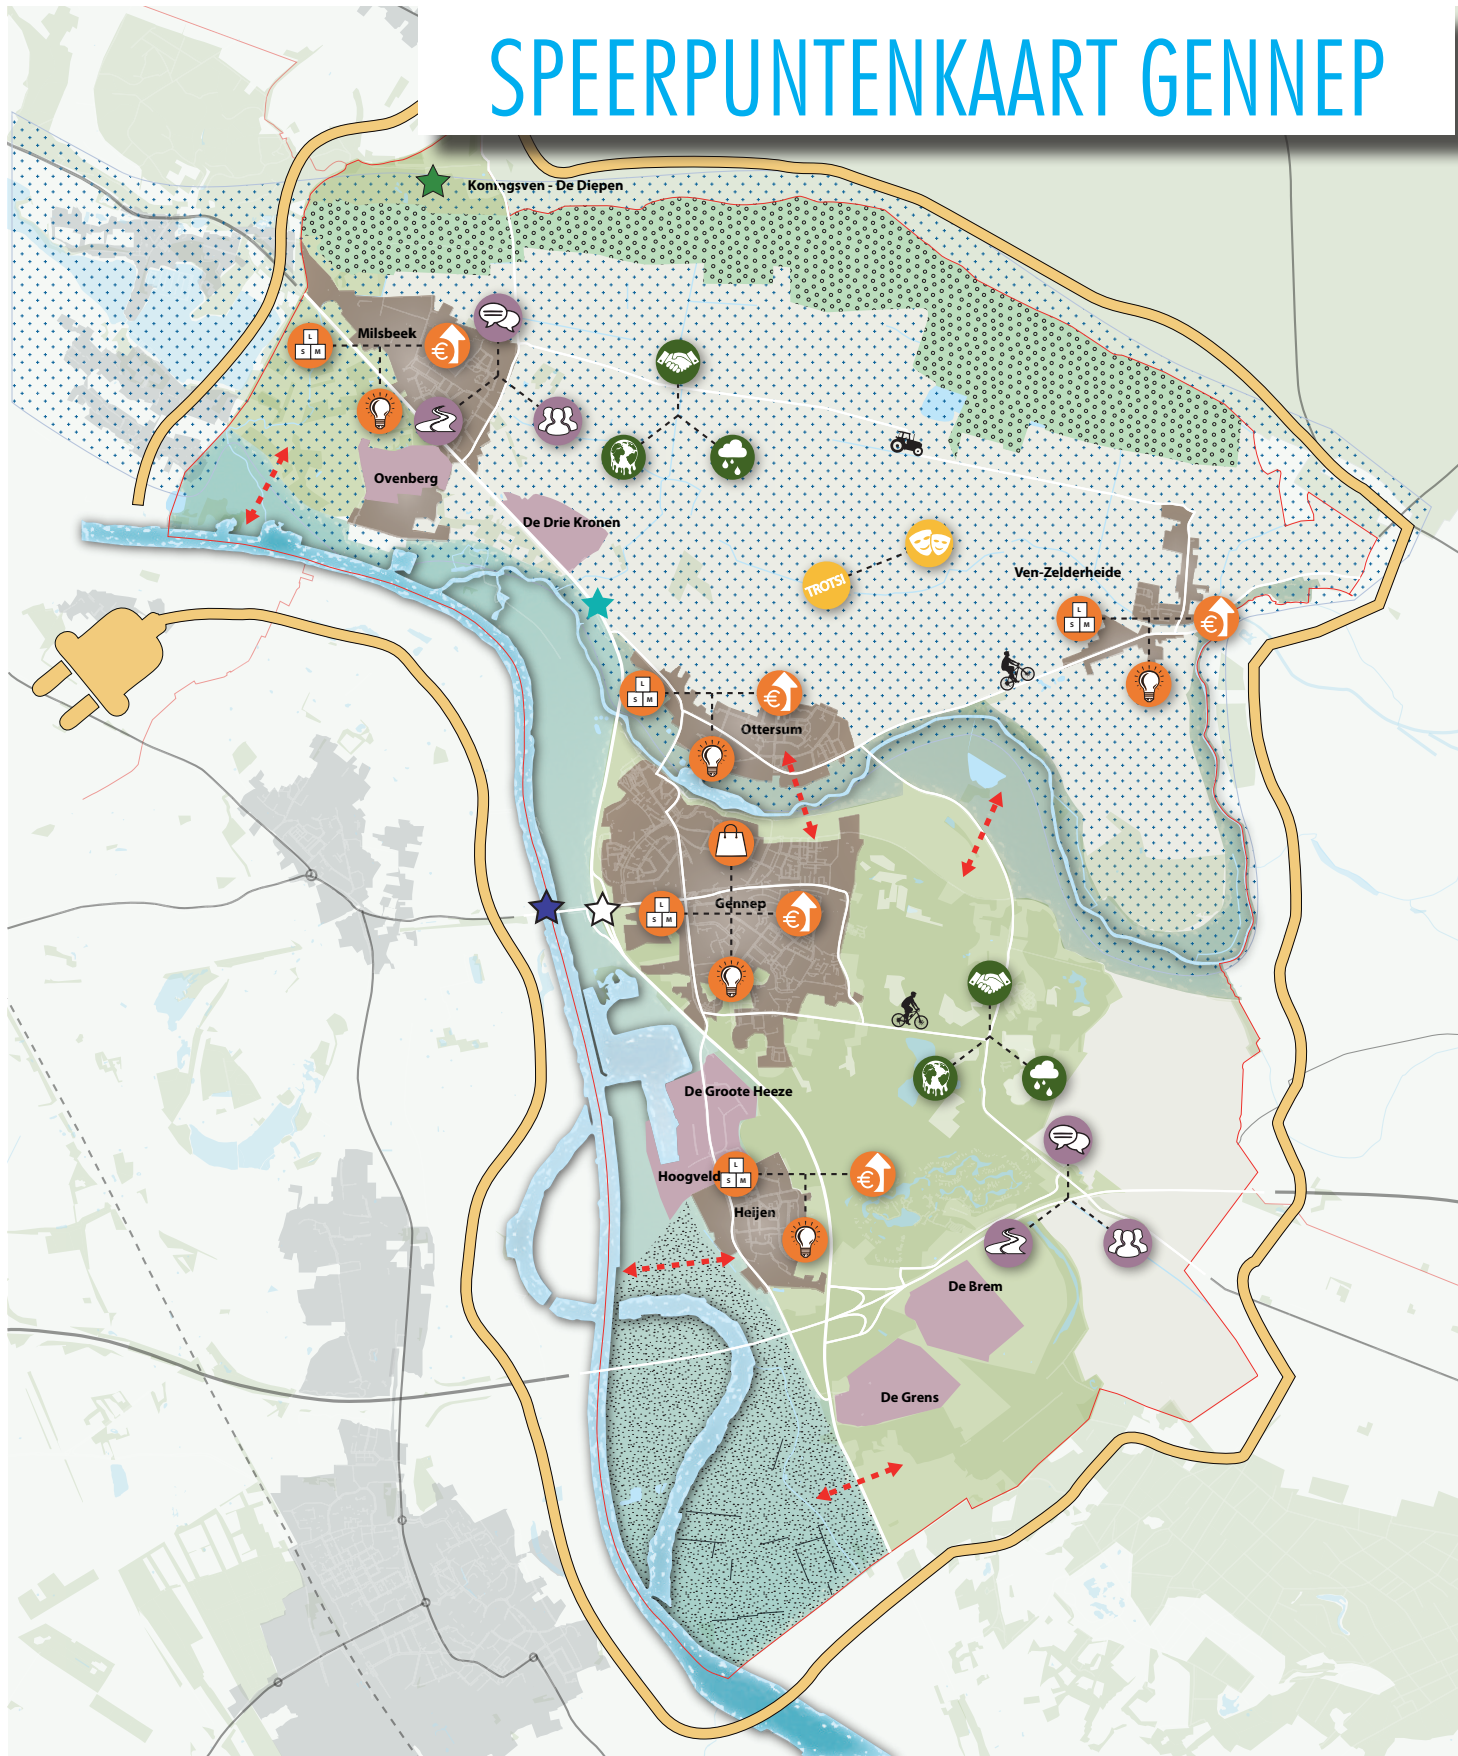 SPEERPUNTENKAART GENNEP
Koningsven - De Diepen
Milsbeek
L
S M
€
Ovenberg
De Drie Kronen
TROTS!
Ven-Zelderheide
L
S M
€
L
S M
€
Ottersum
Gennep
L
S M
€
De Groote Heeze
Hoogveld
L
S M
€
Heijen
De Brem
De Grens